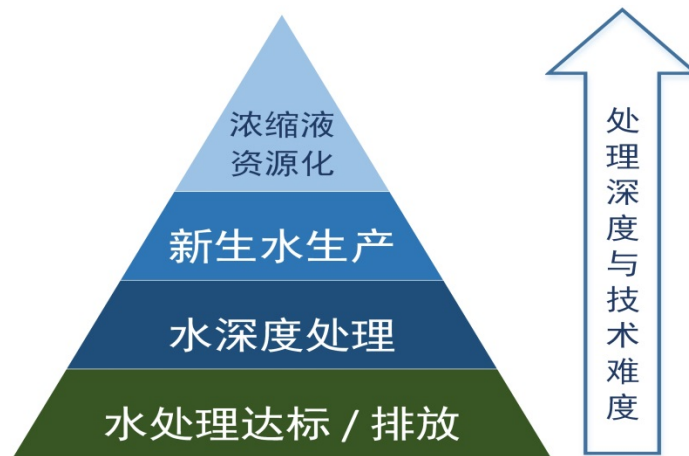 浓缩液
资源化
新生水生产
水深度处理
水处理达标 / 排放
处理深度与技术难度